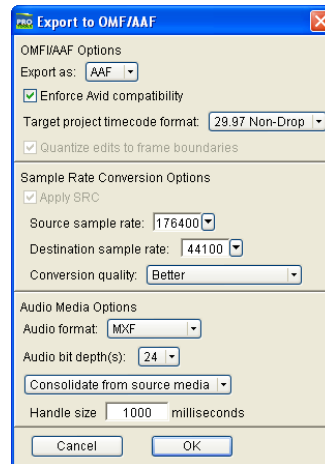 PRO Export to OMF/AAF
OMFI/AAF Options
Export as: AAF
Enforce Avid compatibility
Target project timecode format: 29.97 Non-Drop
Quantize edits to frame boundaries
Sample Rate Conversion Options
Apply SRC
Source sample rate: 176400
Destination sample rate: 44100
Conversion quality: Better
Audio Media Options
Audio format: MXF
Audio bit depth(s): 24
Consolidate from source media
Handle size 1000 milliseconds
Cancel OK